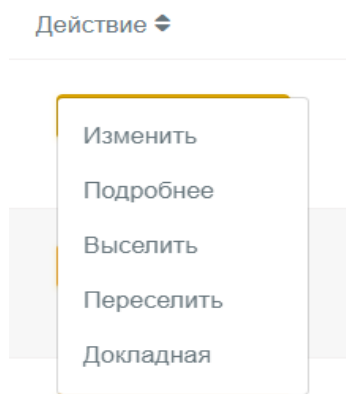 Действие
Изменить
Подробнее
Выселить
Переселить
Докладная